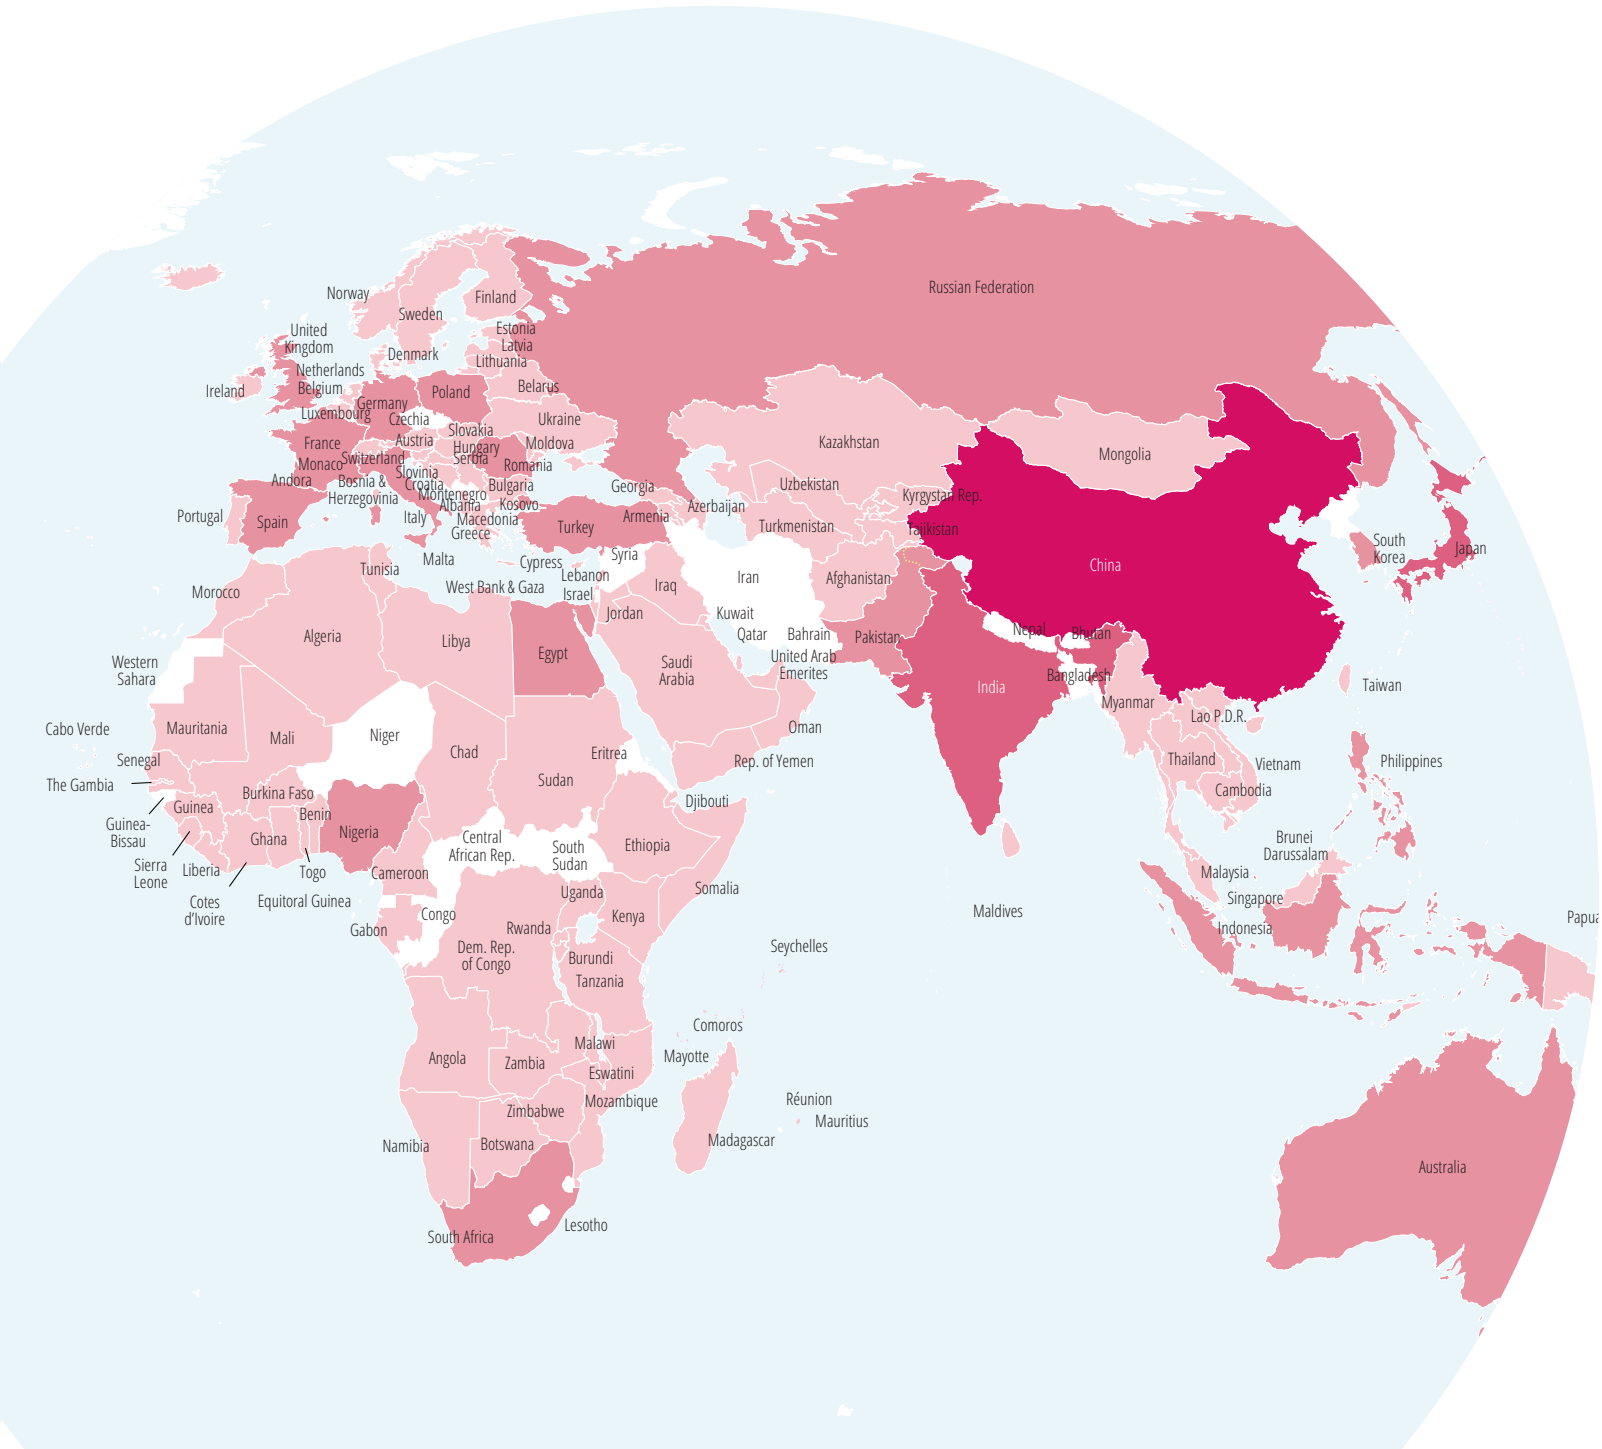 Russian Federation
Norway
Sweden
Finland
United
Kingdom
Estonia
Latvia
Lithuania
Denmark
Netherlands
Belgium
Ireland
Belarus
Poland
Germany
Luxembourg
Czechia
Ukraine
Slovakia
Austria
France
Hungary
Moldova
Switzerland
Serbia
Monaco
Romania
Slovinia
Andora
Bosnia &
Herzegovinia
Croatia
Bulgaria
Montenegro
Albania
Kosovo
Portugal
Spain
Italy
Macedonia
Greece
Georgia
Armenia
Azerbaijan
Turkey
Malta
Cypress
Syria
Kazakhstan
Mongolia
Uzbekistan
Kyrgystan Rep.
Turkmenistan
Tajikistan
China
South
Korea
Japan
Tunisia
Morocco
West Bank & Gaza
Lebanon
Israel
Iraq
Iran
Afghanistan
Jordan
Kuwait
Qatar
Bahrain
Pakistan
Nepal
Bhutan
Algeria
Libya
Egypt
Saudi
Arabia
United Arab
Emerites
India
Bangladesh
Myanmar
Lao P.D.R.
Taiwan
Western
Sahara
Cabo Verde
Mauritania
Mali
Niger
Chad
Sudan
Eritrea
Oman
Rep. of Yemen
Thailand
Vietnam
Cambodia
Philippines
Senegal
The Gambia
Burkina Faso
Guinea
Benin
Djibouti
Guinea-
Bissau
Ghana
Nigeria
Central
African Rep.
South
Sudan
Ethiopia
Brunei
Darussalam
Sierra
Leone
Liberia
Togo
Cameroon
Somalia
Malaysia
Singapore
Cotes
d'Ivoire
Equitoral Guinea
Uganda
Gabon
Congo
Rwanda
Kenya
Maldives
Indonesia
Papua
Dem. Rep.
of Congo
Burundi
Tanzania
Seychelles
Comoros
Angola
Zambia
Malawi
Mayotte
Eswatini
Mozambique
Zimbabwe
Réunion
Mauritius
Namibia
Botswana
Madagascar
Australia
South Africa
Lesotho